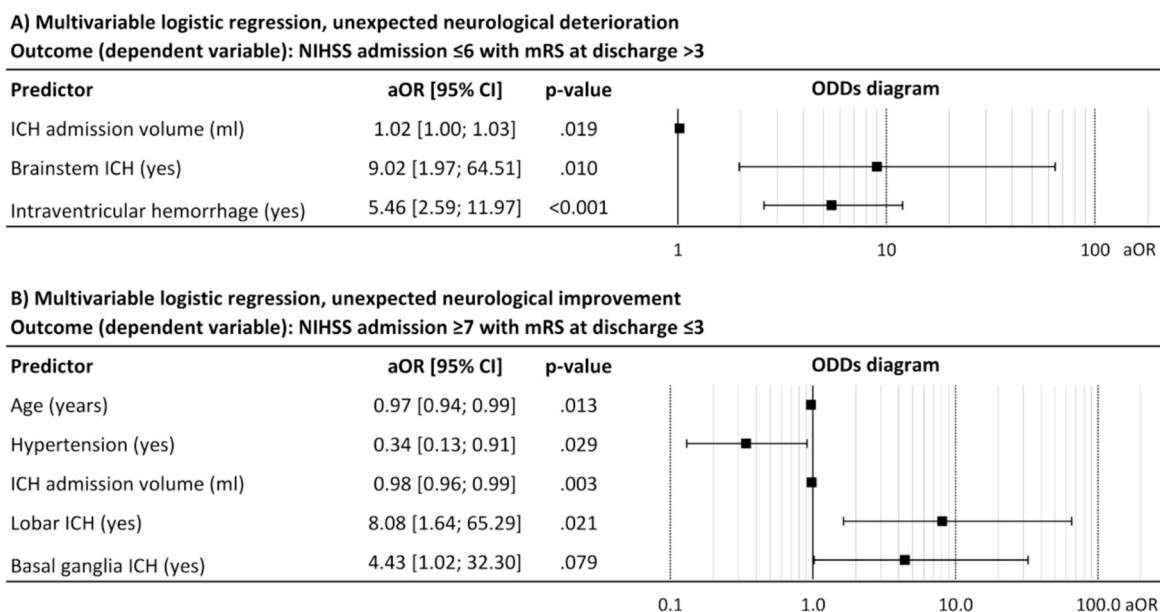 A) Multivariable logistic regression, unexpected neurological deterioration
Outcome (dependent variable): NIHSS admission ≤6 with mRS at discharge >3
Predictor aOR [95% CI] p-value ODDs diagram
ICH admission volume (ml) 1.02 [1.00; 1.03] .019
Brainstem ICH (yes) 9.02 [1.97; 64.51] .010
Intraventricular hemorrhage (yes) 5.46 [2.59; 11.97] <0.001
1 10 100 aOR
B) Multivariable logistic regression, unexpected neurological improvement
Outcome (dependent variable): NIHSS admission ≥7 with mRS at discharge ≤3
Predictor aOR [95% CI] p-value ODDs diagram
Age (years) 0.97 [0.94; 0.99] .013
Hypertension (yes) 0.34 [0.13; 0.91] .029
ICH admission volume (ml) 0.98 [0.96; 0.99] .003
Lobar ICH (yes) 8.08 [1.64; 65.29] .021
Basal ganglia ICH (yes) 4.43 [1.02; 32.30] .079
0.1 1.0 10.0 100.0 aOR